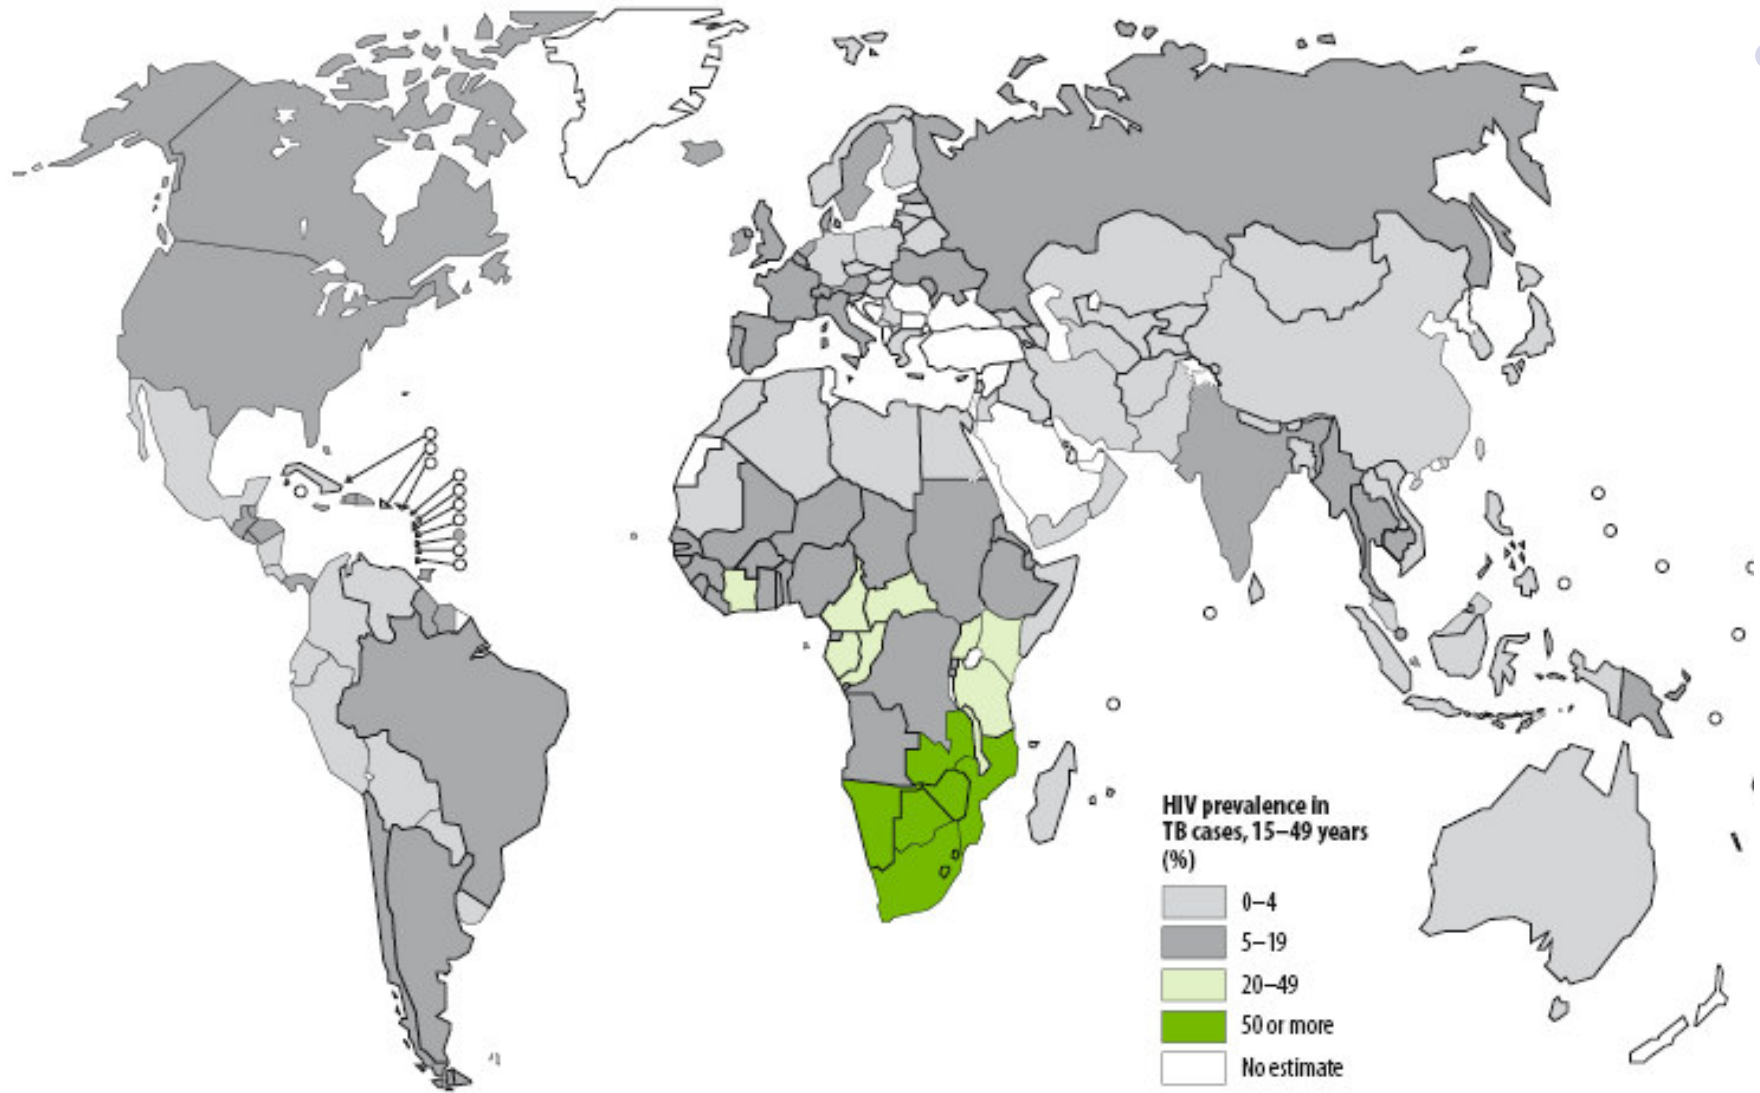 HIV prevalence in
TB cases, 15–49 years
(%)
0–4
5–19
20–49
50 or more
No estimate